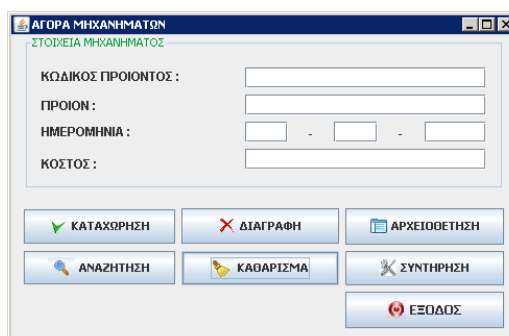 ΑΓΟΡΑ ΜΗΧΑΝΗΜΑΤΩΝ
ΣΤΟΙΧΕΙΑ ΜΗΧΑΝΗΜΑΤΟΣ
ΚΩΔΙΚΟΣ ΠΡΟΙΟΝΤΟΣ :
ΠΡΟΙΟΝ :
ΗΜΕΡΟΜΗΝΙΑ : - -
ΚΟΣΤΟΣ :
ΚΑΤΑΧΩΡΗΣΗ ΔΙΑΓΡΑΦΗ ΑΡΧΕΙΟΘΕΤΗΣΗ
ΑΝΑΖΗΤΗΣΗ ΚΑΘΑΡΙΣΜΑ ΣΥΝΤΗΡΗΣΗ
ΕΞΟΔΟΣ